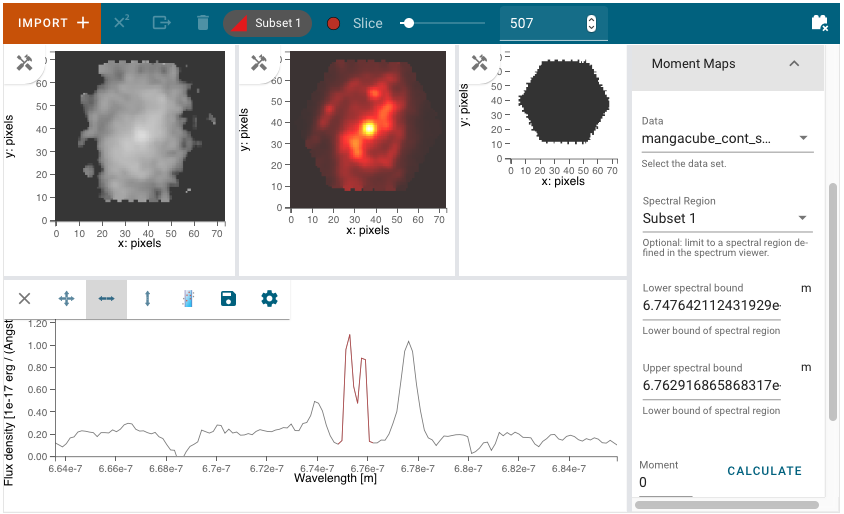 IMPORT + X² Subset 1 Slice 507
Moment Maps
y: pixels
60
50
40
30
20
10
0
0 10 20 30 40 50 60 70
x: pixels
y: pixels
70
60
50
40
30
20
10
0
0 10 20 30 40 50 60 70
x: pixels
y: pixels
60
50
40
30
20
10
0
0 10 20 30 40 50 60 70
x: pixels
Data
mangacube_cont_s...
Select the data set.
Spectral Region
Subset 1
Optional: limit to a spectral region de-
fined in the spectrum viewer.
Lower spectral bound
6.747642112431929e- m
Lower bound of spectral region
Upper spectral bound
6.762916865868317e- m
Lower bound of spectral region
Moment
0
CALCULATE
Flux density [1e-17 erg / (Angst
1.20
1.00
0.80
0.60
0.40
0.20
0.00
6.64e-7 6.66e-7 6.68e-7 6.7e-7 6.72e-7 6.74e-7 6.76e-7 6.78e-7 6.8e-7 6.82e-7 6.84e-7
Wavelength [m]